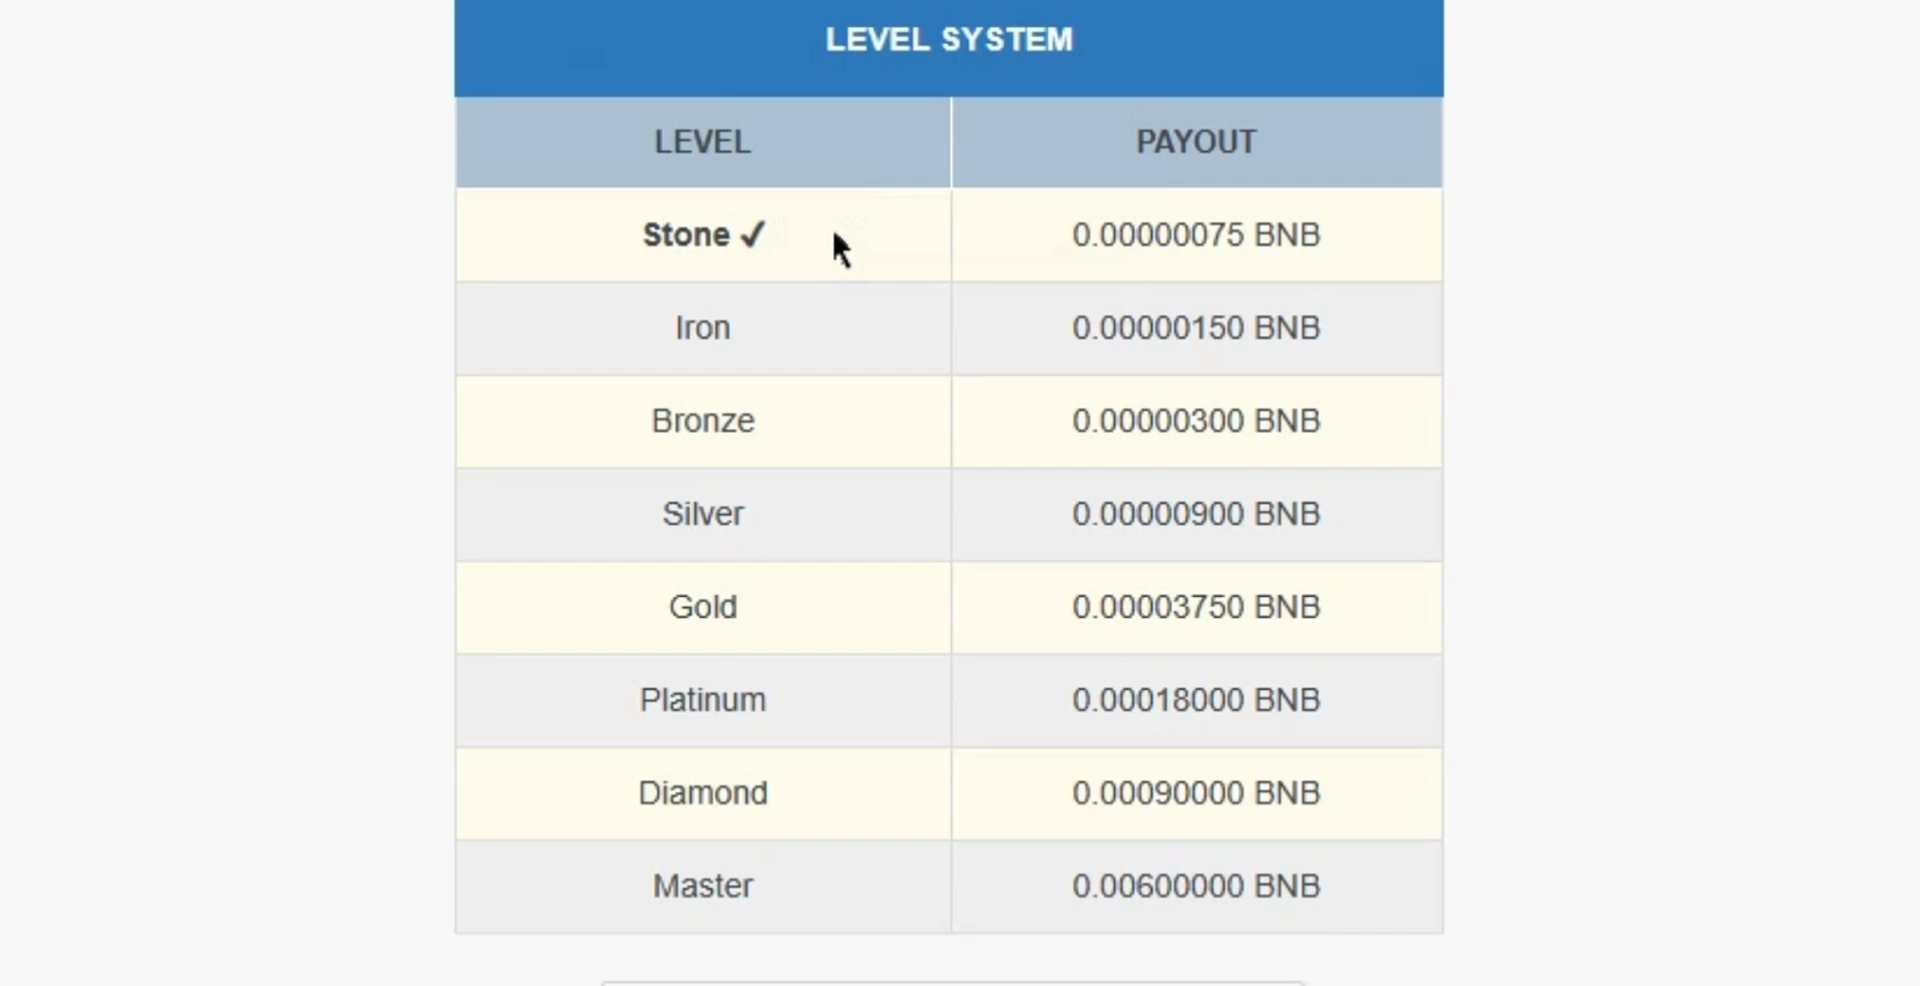 LEVEL SYSTEM
LEVEL PAYOUT
Stone ✓ 0.00000075 BNB
Iron 0.00000150 BNB
Bronze 0.00000300 BNB
Silver 0.00000900 BNB
Gold 0.00003750 BNB
Platinum 0.00018000 BNB
Diamond 0.00090000 BNB
Master 0.00600000 BNB